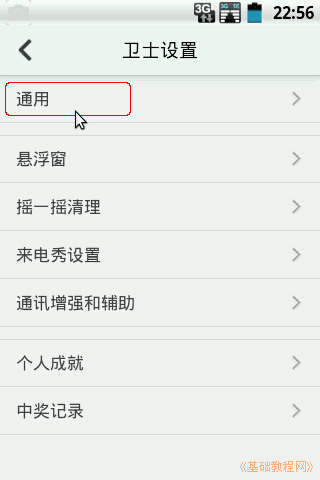 3G 3G 22:56
卫士设置
通用
悬浮窗
摇一摇清理
来电秀设置
通讯增强和辅助
个人成就
中奖记录
《基础教程网》